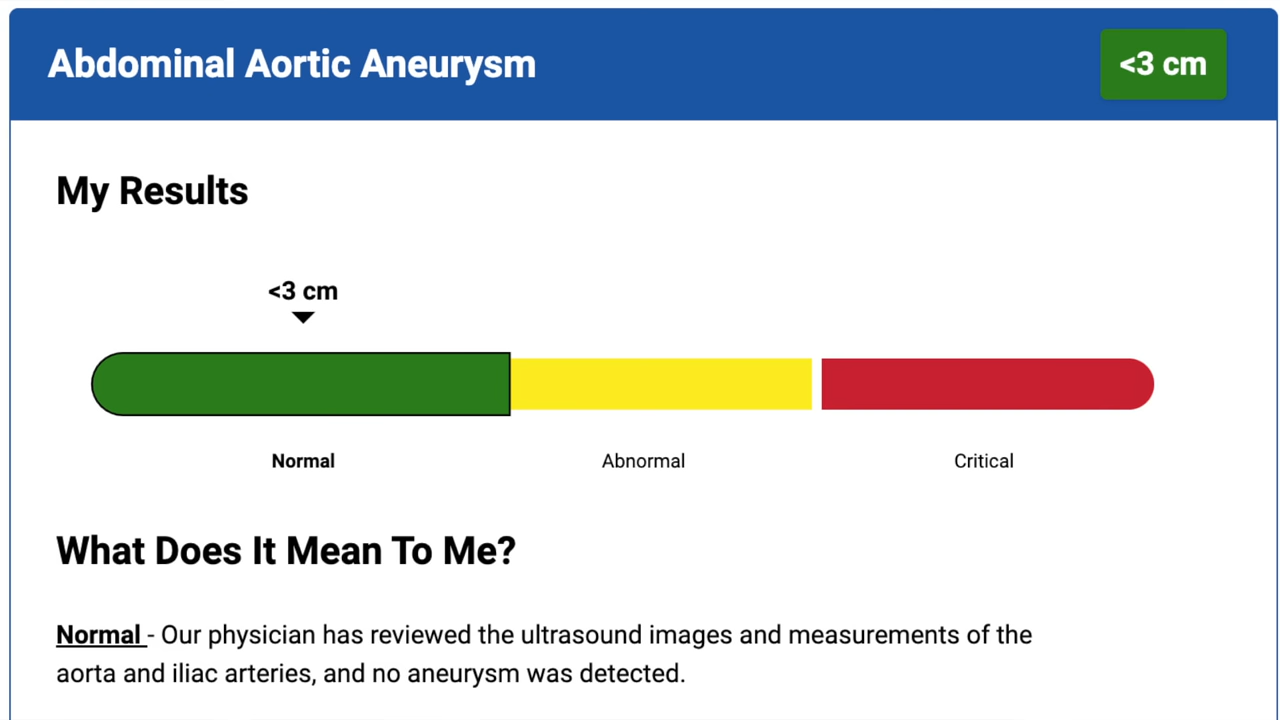 Abdominal Aortic Aneurysm
<3 cm
My Results
<3 cm
Normal
Abnormal
Critical
What Does It Mean To Me?
Normal - Our physician has reviewed the ultrasound images and measurements of the
aorta and iliac arteries, and no aneurysm was detected.